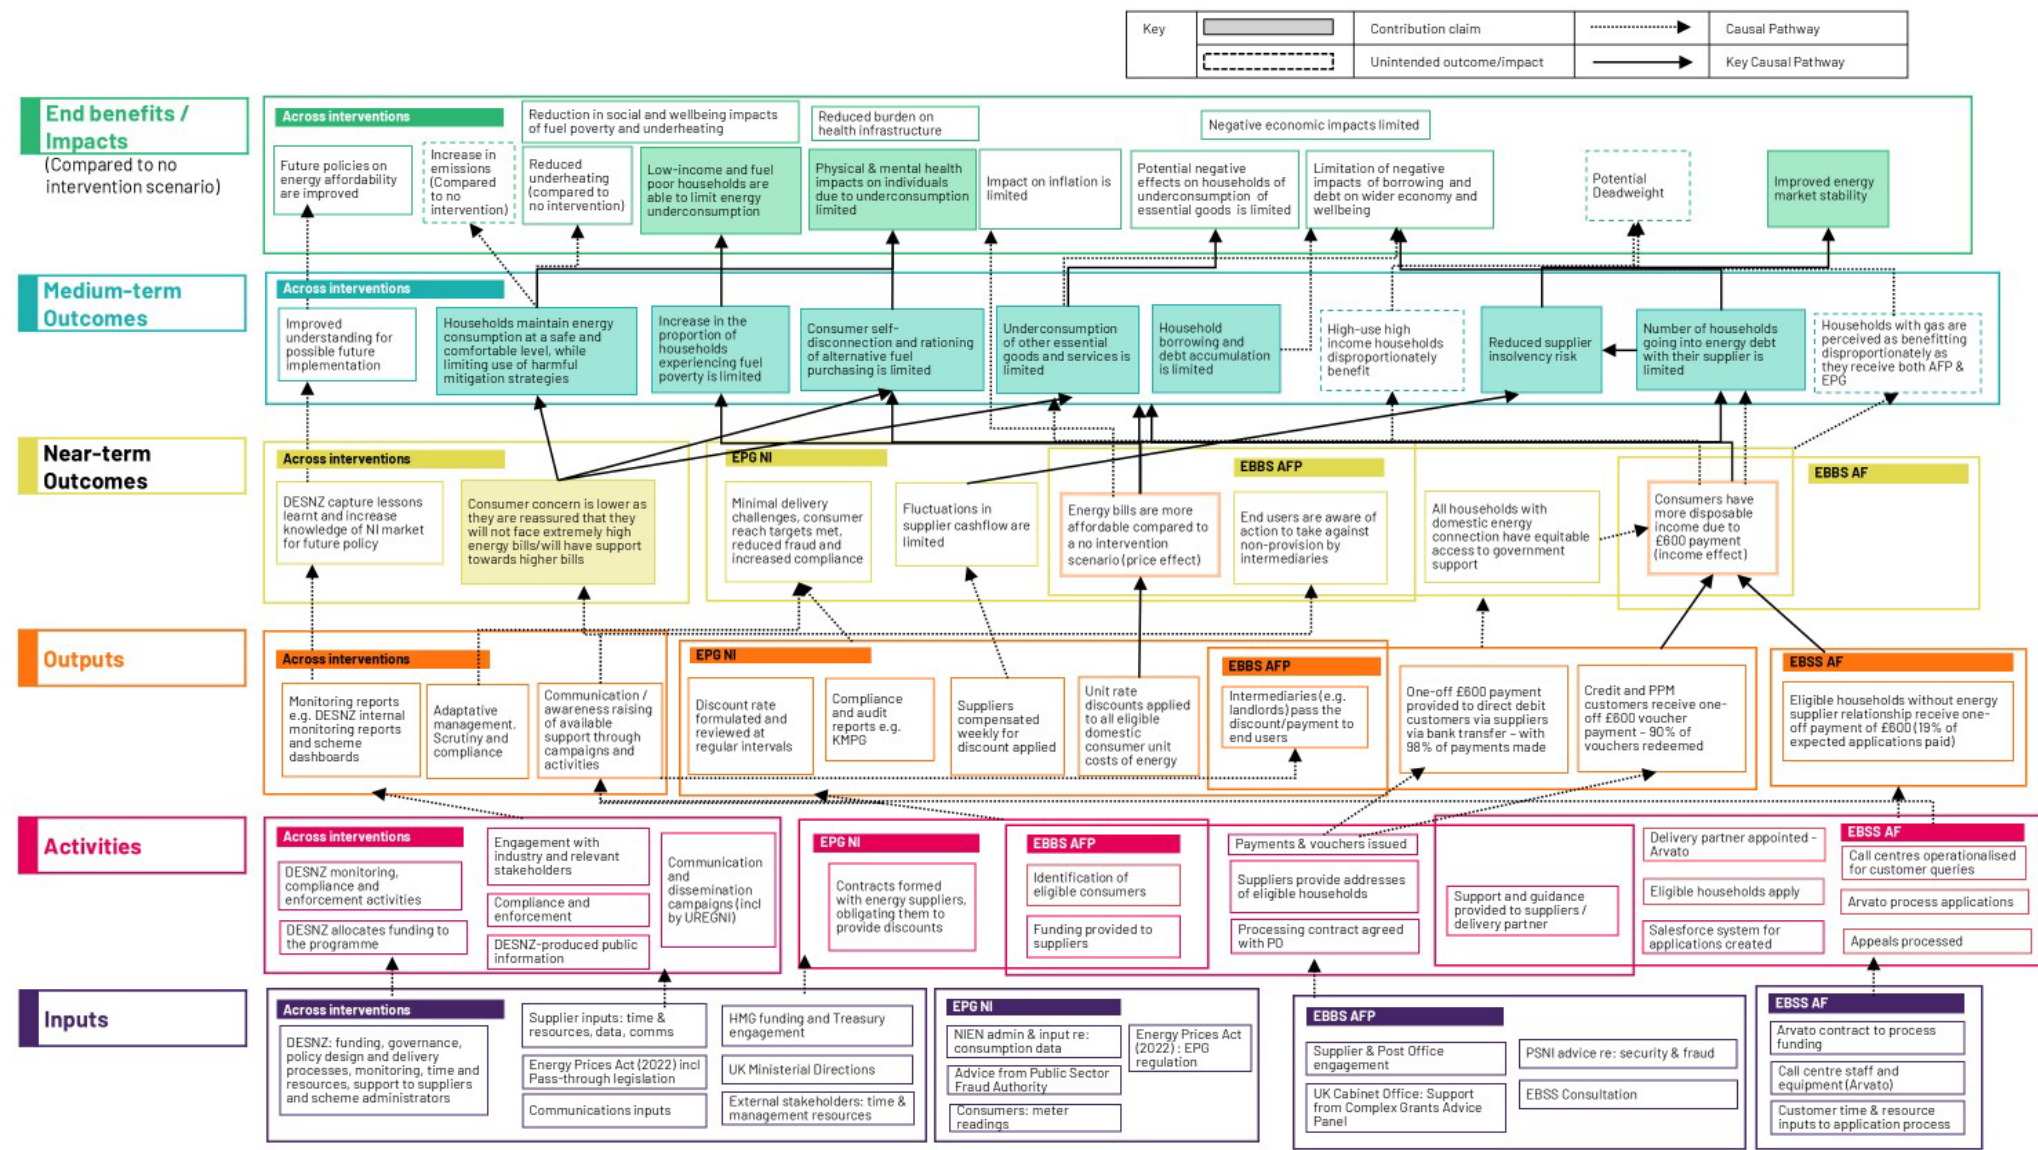 Key
Contribution claim
Causal Pathway
Unintended outcome/impact
Key Causal Pathway
End benefits /
Impacts
(Compared to no
intervention scenario)
Across interventions
Reduction in social and wellbeing impacts
of fuel poverty and underheating
Reduced burden on
health infrastructure
Negative economic impacts limited
Future policies on
energy affordability
are improved
Increase in
emissions
(Compared
to no
intervention)
Reduced
underheating
(compared to
no intervention)
Low-income and fuel
poor households are
able to limit energy
underconsumption
Physical & mental health
impacts on individuals
due to underconsumption
limited
Impact on inflation is
limited
Potential negative
effects on households of
underconsumption of
essential goods is limited
Limitation of negative
impacts of borrowing and
debt on wider economy and
wellbeing
Potential
Deadweight
Improved energy
market stability
Medium-term
Outcomes
Across interventions
Improved
understanding for
possible future
implementation
Households maintain energy
consumption at a safe and
comfortable level, while
limiting use of harmful
mitigation strategies
Increase in the
proportion of
households
experiencing fuel
poverty is limited
Consumer self-
disconnection and rationing
of alternative fuel
purchasing is limited
Underconsumption
of other essential
goods and services is
limited
Household
borrowing and
debt accumulation
is limited
High-use high
income households
disproportionately
benefit
Reduced supplier
insolvency risk
Number of households
going into energy debt
with their supplier is
limited
Households with gas are
perceived as benefitting
disproportionately as
they receive both AFP &
EPG
Near-term
Outcomes
Across interventions
DESNZ capture lessons
learnt and increase
knowledge of NI market
for future policy
Consumer concern is lower as
they are reassured that they
will not face extremely high
energy bills/will have support
towards higher bills
EPG NI
Minimal delivery
challenges, consumer
reach targets met,
reduced fraud and
increased compliance
Fluctuations in
supplier cashflow are
limited
Energy bills are more
affordable compared to
a no intervention
scenario (price effect)
EBBS AFP
End users are aware of
action to take against
non-provision by
intermediaries
All households with
domestic energy
connection have equitable
access to government
support
Consumers have
more disposable
income due to
£600 payment
(income effect)
EBBS AF
Outputs
Across interventions
Monitoring reports
e.g. DESNZ internal
monitoring reports
and scheme
dashboards
Adaptative
management.
Scrutiny and
compliance
Communication /
awareness raising
of available
support through
campaigns and
activities
EPG NI
Discount rate
formulated and
reviewed at
regular intervals
Compliance
and audit
reports e.g.
KMPG
Suppliers
compensated
weekly for
discount applied
Unit rate
discounts applied
to all eligible
domestic
consumer unit
costs of energy
EBBS AFP
Intermediaries (e.g.
landlords) pass the
discount/payment to
end users
One-off £600 payment
provided to direct debit
customers via suppliers
via bank transfer – with
98% of payments made
Credit and PPM
customers receive one-
off £600 voucher
payment – 90% of
vouchers redeemed
EBSS AF
Eligible households without energy
supplier relationship receive one-
off payment of £600 (19% of
expected applications paid)
Activities
Across interventions
DESNZ monitoring,
compliance and
enforcement activities
DESNZ allocates funding to
the programme
Engagement with
industry and relevant
stakeholders
Compliance and
enforcement
DESNZ-produced public
information
Communication
and
dissemination
campaigns (incl
by UREGNI)
EPG NI
Contracts formed
with energy suppliers,
obligating them to
provide discounts
EBBS AFP
Identification of
eligible consumers
Funding provided to
suppliers
Payments & vouchers issued
Suppliers provide addresses
of eligible households
Processing contract agreed
with PO
Support and guidance
provided to suppliers /
delivery partner
Delivery partner appointed –
Arvato
Eligible households apply
Salesforce system for
applications created
EBSS AF
Call centres operationalised
for customer queries
Arvato process applications
Appeals processed
Inputs
Across interventions
DESNZ: funding, governance,
policy design and delivery
processes, monitoring, time and
resources, support to suppliers
and scheme administrators
Supplier inputs: time &
resources, data, comms
Energy Prices Act (2022) incl
Pass-through legislation
Communications inputs
HMG funding and Treasury
engagement
UK Ministerial Directions
External stakeholders: time &
management resources
EPG NI
NIEN admin & input re:
consumption data
Advice from Public Sector
Fraud Authority
Consumers: meter
readings
Energy Prices Act
(2022) : EPG
regulation
EBBS AFP
Supplier & Post Office
engagement
UK Cabinet Office: Support
from Complex Grants Advice
Panel
PSNI advice re: security & fraud
EBSS Consultation
EBSS AF
Arvato contract to process
funding
Call centre staff and
equipment (Arvato)
Customer time & resource
inputs to application process